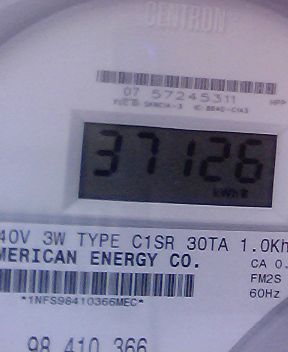 CENTRON
07 57245311
37126
kWh
40V 3W TYPE C1SR 30TA 1.0Kh
MERICAN ENERGY CO.
CA 0.
FM2S
60Hz
*1NFS98410366MEC*
98 410 366